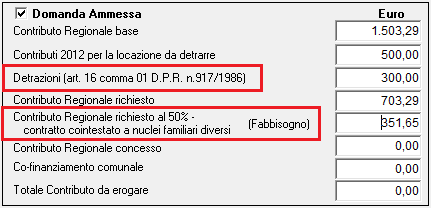 Domanda Ammessa Euro
Contributo Regionale base 1.503,29
Contributi 2012 per la locazione da detrarre 500,00
Detrazioni (art. 16 comma 01 D.P.R. n.917/1986) 300,00
Contributo Regionale richiesto 703,29
Contributo Regionale richiesto al 50% -
contratto cointestato a nuclei familiari diversi (Fabbisogno) 351,65
Contributo Regionale concesso 0,00
Co-finanziamento comunale 0,00
Totale Contributo da erogare 0,00